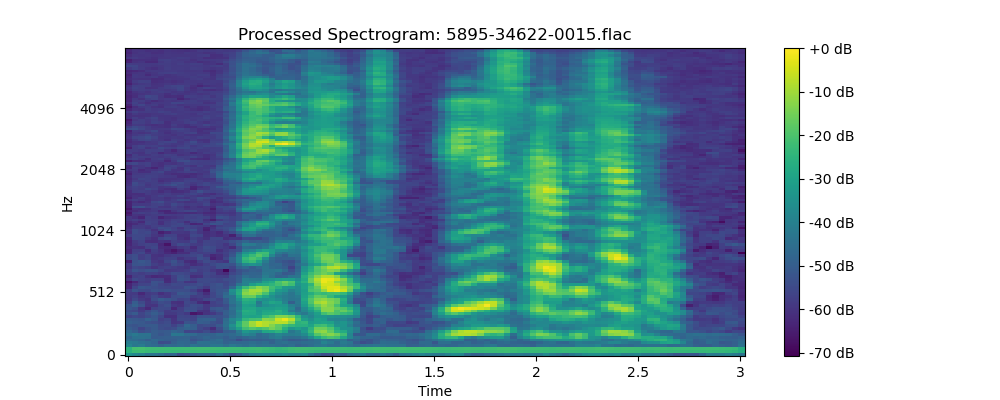 Processed Spectrogram: 5895-34622-0015.flac
Hz
4096
2048
1024
512
0
0
0.5
1
1.5
2
2.5
3
Time
+0 dB
-10 dB
-20 dB
-30 dB
-40 dB
-50 dB
-60 dB
-70 dB